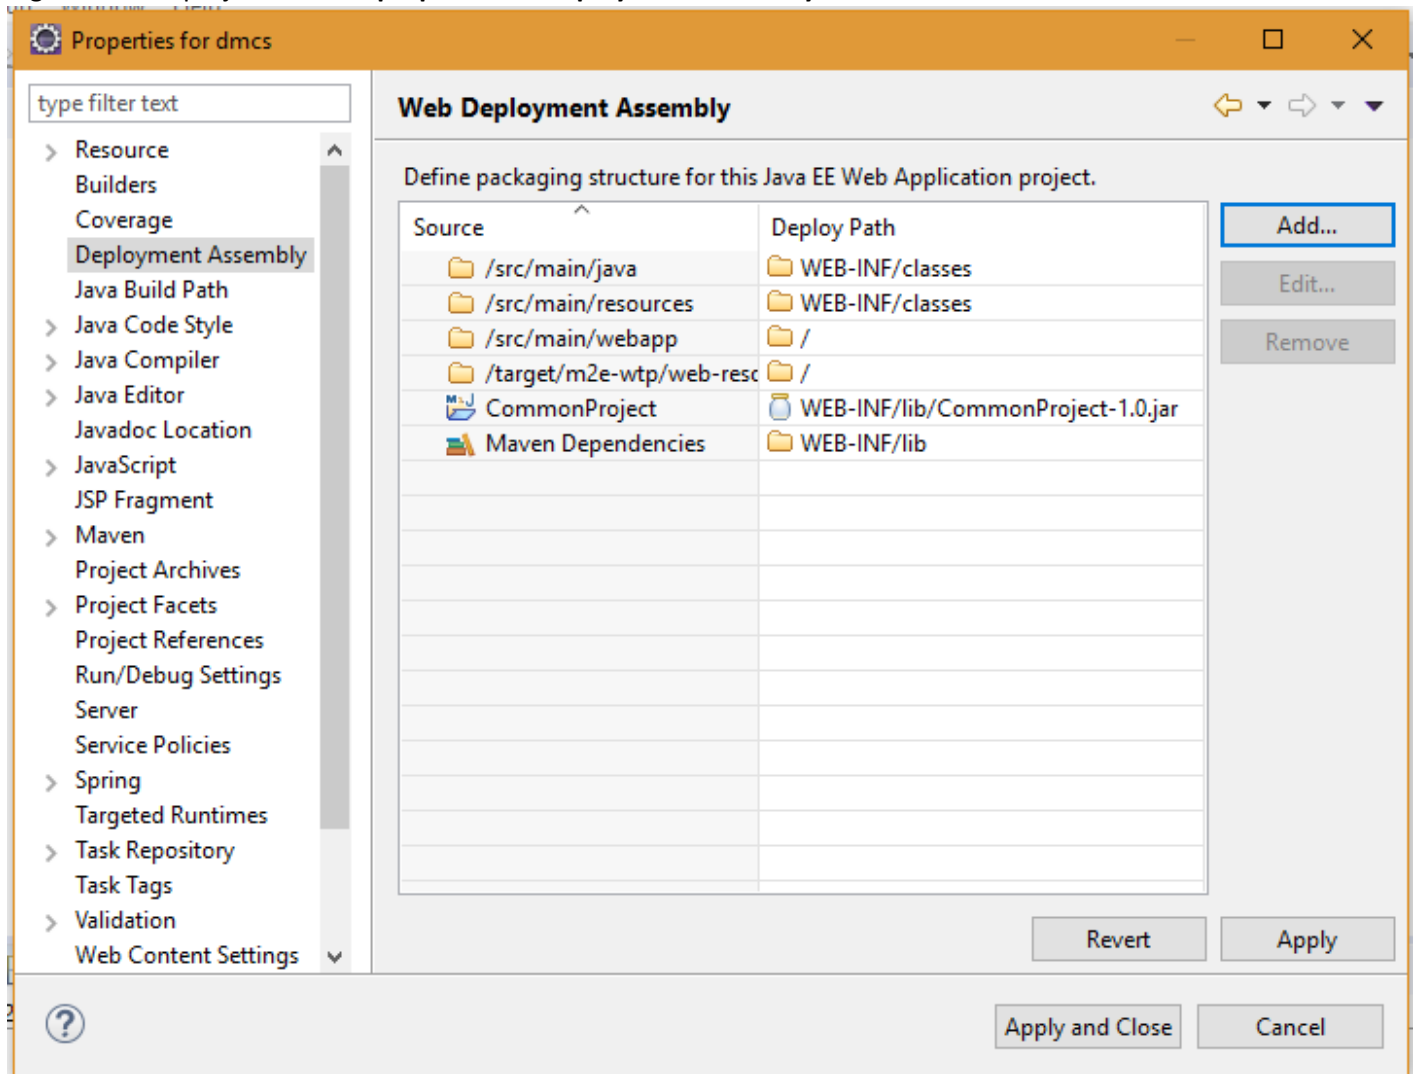 Properties for dmcs
type filter text
Web Deployment Assembly
Resource
Builders
Coverage
Deployment Assembly
Java Build Path
Java Code Style
Java Compiler
Java Editor
Javadoc Location
JavaScript
JSP Fragment
Maven
Project Archives
Project Facets
Project References
Run/Debug Settings
Server
Service Policies
Spring
Targeted Runtimes
Task Repository
Task Tags
Validation
Web Content Settings
Define packaging structure for this Java EE Web Application project.
Source Deploy Path
/src/main/java WEB-INF/classes
/src/main/resources WEB-INF/classes
/src/main/webapp /
/target/m2e-wtp/web-resc /
CommonProject WEB-INF/lib/CommonProject-1.0.jar
Maven Dependencies WEB-INF/lib
Add...
Edit...
Remove
Revert Apply
Apply and Close Cancel